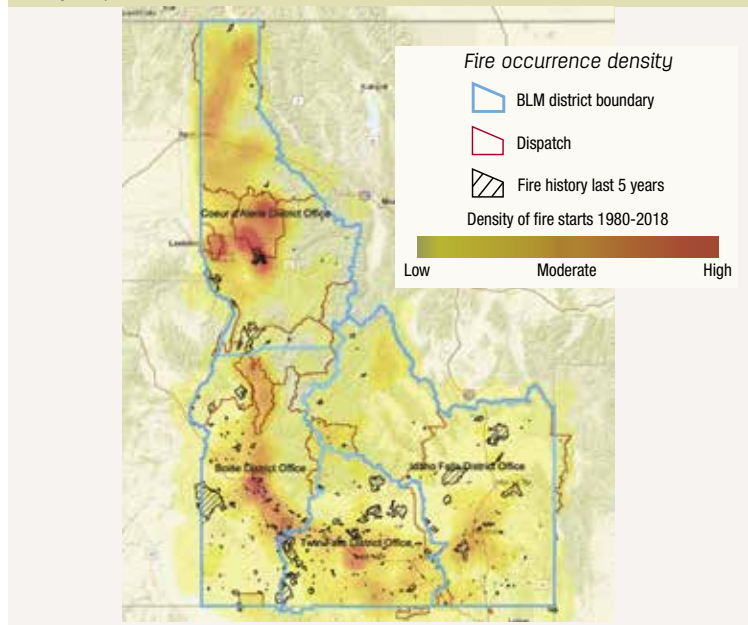 Fire occurrence density
BLM district boundary
Dispatch
Fire history last 5 years
Density of fire starts 1980-2018
Low Moderate High
Coeur d'Alene District Office
Boise District Office
Idaho Falls District Office
Twin Falls District Office